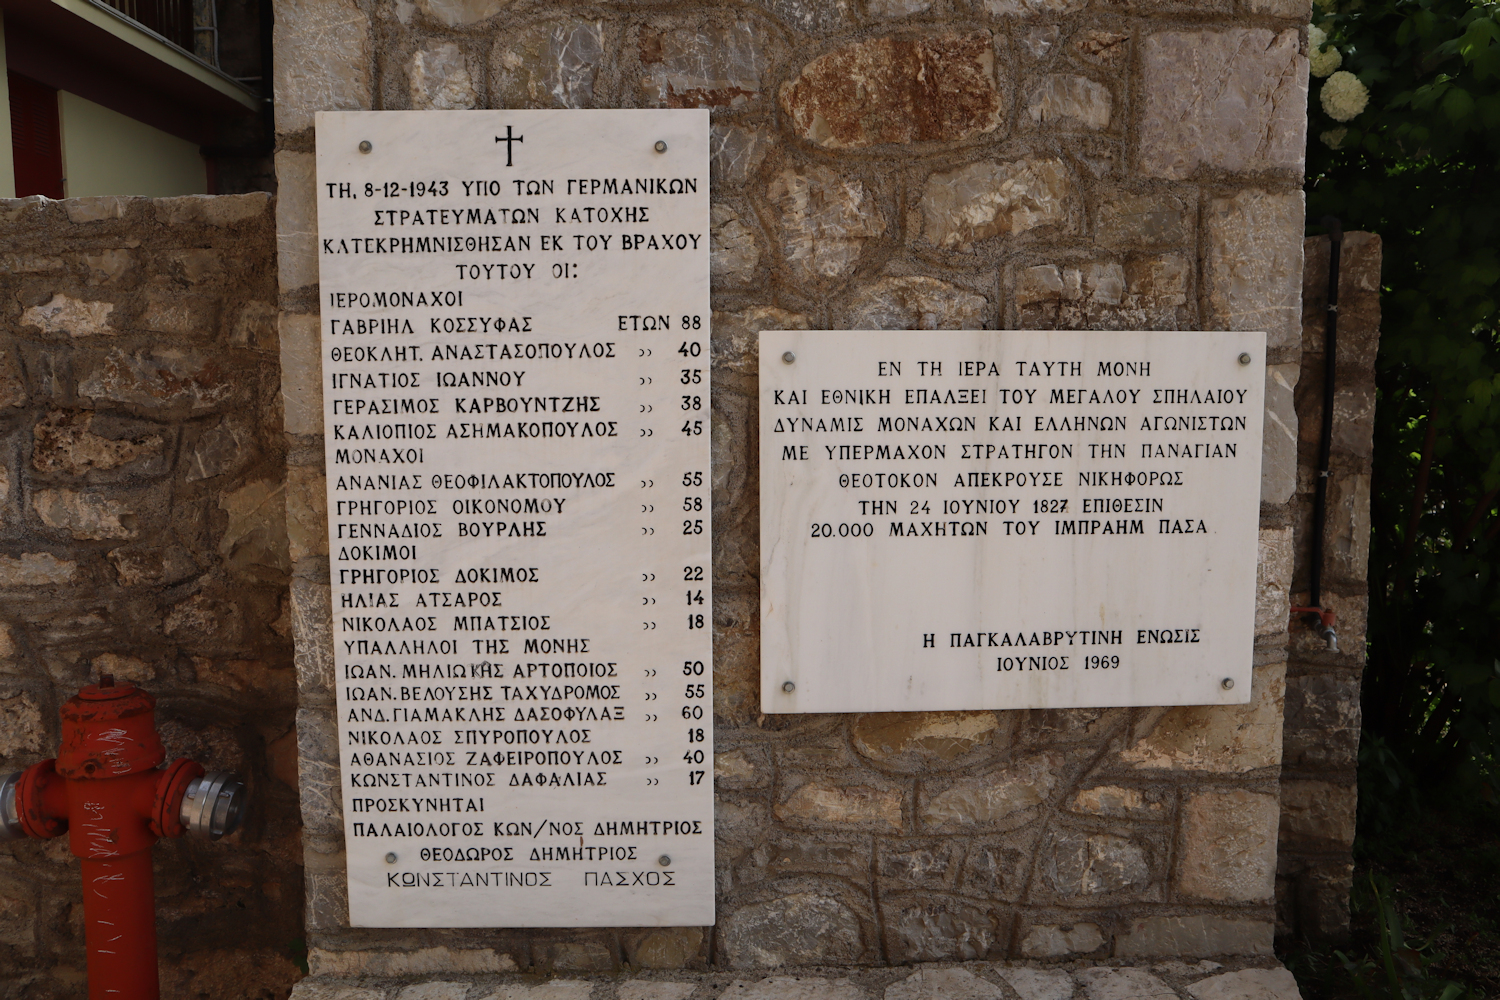 ΤΗ, 8-12-1943 ΥΠΟ ΤΩΝ ΓΕΡΜΑΝΙΚΩΝ
ΣΤΡΑΤΕΥΜΑΤΩΝ ΚΑΤΟΧΗΣ
ΚΑΤΕΚΡΗΜΝΙΣΘΗΣΑΝ ΕΚ ΤΟΥ ΒΡΑΧΟΥ
ΤΟΥΤΟΥ ΟΙ:
ΙΕΡΟΜΟΝΑΧΟΙ
ΓΑΒΡΙΗΛ ΚΟΣΣΥΦΑΣ ΕΤΩΝ 88
ΘΕΟΚΛΗΤ. ΑΝΑΣΤΑΣΟΠΟΥΛΟΣ ,, 40
ΙΓΝΑΤΙΟΣ ΙΩΑΝΝΟΥ ,, 35
ΓΕΡΑΣΙΜΟΣ ΚΑΡΒΟΥΝΤΖΗΣ ,, 38
ΚΑΛΙΟΠΙΟΣ ΑΣΗΜΑΚΟΠΟΥΛΟΣ ,, 45
ΜΟΝΑΧΟΙ
ΑΝΑΝΙΑΣ ΘΕΟΦΙΛΑΚΤΟΠΟΥΛΟΣ ,, 55
ΓΡΗΓΟΡΙΟΣ ΟΙΚΟΝΟΜΟΥ ,, 58
ΓΕΝΝΑΔΙΟΣ ΒΟΥΡΛΗΣ ,, 25
ΔΟΚΙΜΟΙ
ΓΡΗΓΟΡΙΟΣ ΔΟΚΙΜΟΣ ,, 22
ΗΛΙΑΣ ΑΤΣΑΡΟΣ ,, 14
ΝΙΚΟΛΑΟΣ ΜΠΑΤΣΙΟΣ ,, 18
ΥΠΑΛΛΗΛΟΙ ΤΗΣ ΜΟΝΗΣ
ΙΩΑΝ. ΜΗΛΙΩΚΗΣ ΑΡΤΟΠΟΙΟΣ ,, 50
ΙΩΑΝ. ΒΕΛΟΥΣΗΣ ΤΑΧΥΔΡΟΜΟΣ ,, 55
ΑΝΔ. ΓΙΑΜΑΚΛΗΣ ΔΑΣΟΦΥΛΑΞ ,, 60
ΝΙΚΟΛΑΟΣ ΣΠΥΡΟΠΟΥΛΟΣ 18
ΑΘΑΝΑΣΙΟΣ ΖΑΦΕΙΡΟΠΟΥΛΟΣ ,, 40
ΚΩΝΣΤΑΝΤΙΝΟΣ ΔΑΦΑΛΙΑΣ ,, 17
ΠΡΟΣΚΥΝΗΤΑΙ
ΠΑΛΑΙΟΛΟΓΟΣ ΚΩΝ/ΝΟΣ ΔΗΜΗΤΡΙΟΣ
ΘΕΟΔΩΡΟΣ ΔΗΜΗΤΡΙΟΣ
ΚΩΝΣΤΑΝΤΙΝΟΣ ΠΑΣΧΟΣ
ΕΝ ΤΗ ΙΕΡΑ ΤΑΥΤΗ ΜΟΝΗ
ΚΑΙ ΕΘΝΙΚΗ ΕΠΑΛΞΕΙ ΤΟΥ ΜΕΓΑΛΟΥ ΣΠΗΛΑΙΟΥ
ΔΥΝΑΜΙΣ ΜΟΝΑΧΩΝ ΚΑΙ ΕΛΛΗΝΩΝ ΑΓΩΝΙΣΤΩΝ
ΜΕ ΥΠΕΡΜΑΧΟΝ ΣΤΡΑΤΗΓΟΝ ΤΗΝ ΠΑΝΑΓΙΑΝ
ΘΕΟΤΟΚΟΝ ΑΠΕΚΡΟΥΣΕ ΝΙΚΗΦΟΡΩΣ
ΤΗΝ 24 ΙΟΥΝΙΟΥ 1827 ΕΠΙΘΕΣΙΝ
20.000 ΜΑΧΗΤΩΝ ΤΟΥ ΙΜΠΡΑΗΜ ΠΑΣΑ
Η ΠΑΓΚΑΛΑΒΡΥΤΙΝΗ ΕΝΩΣΙΣ
ΙΟΥΝΙΟΣ 1969